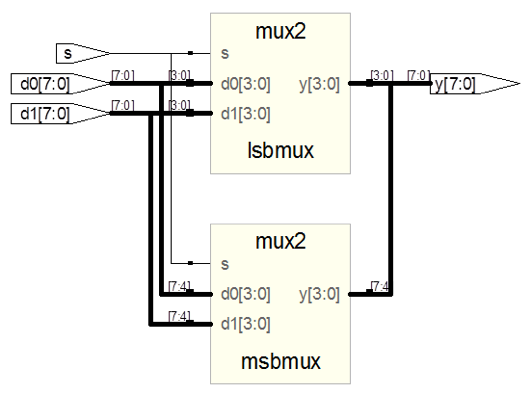 mux2
s
s
[7:0] [3:0] [3:0] [7:0]
d0[7:0] d0[3:0] y[3:0] y[7:0]
[7:0] [3:0]
d1[7:0] d1[3:0]
lsbmux
mux2
s
[7:4] [7:4
d0[3:0] y[3:0]
[7:4]
d1[3:0]
msbmux